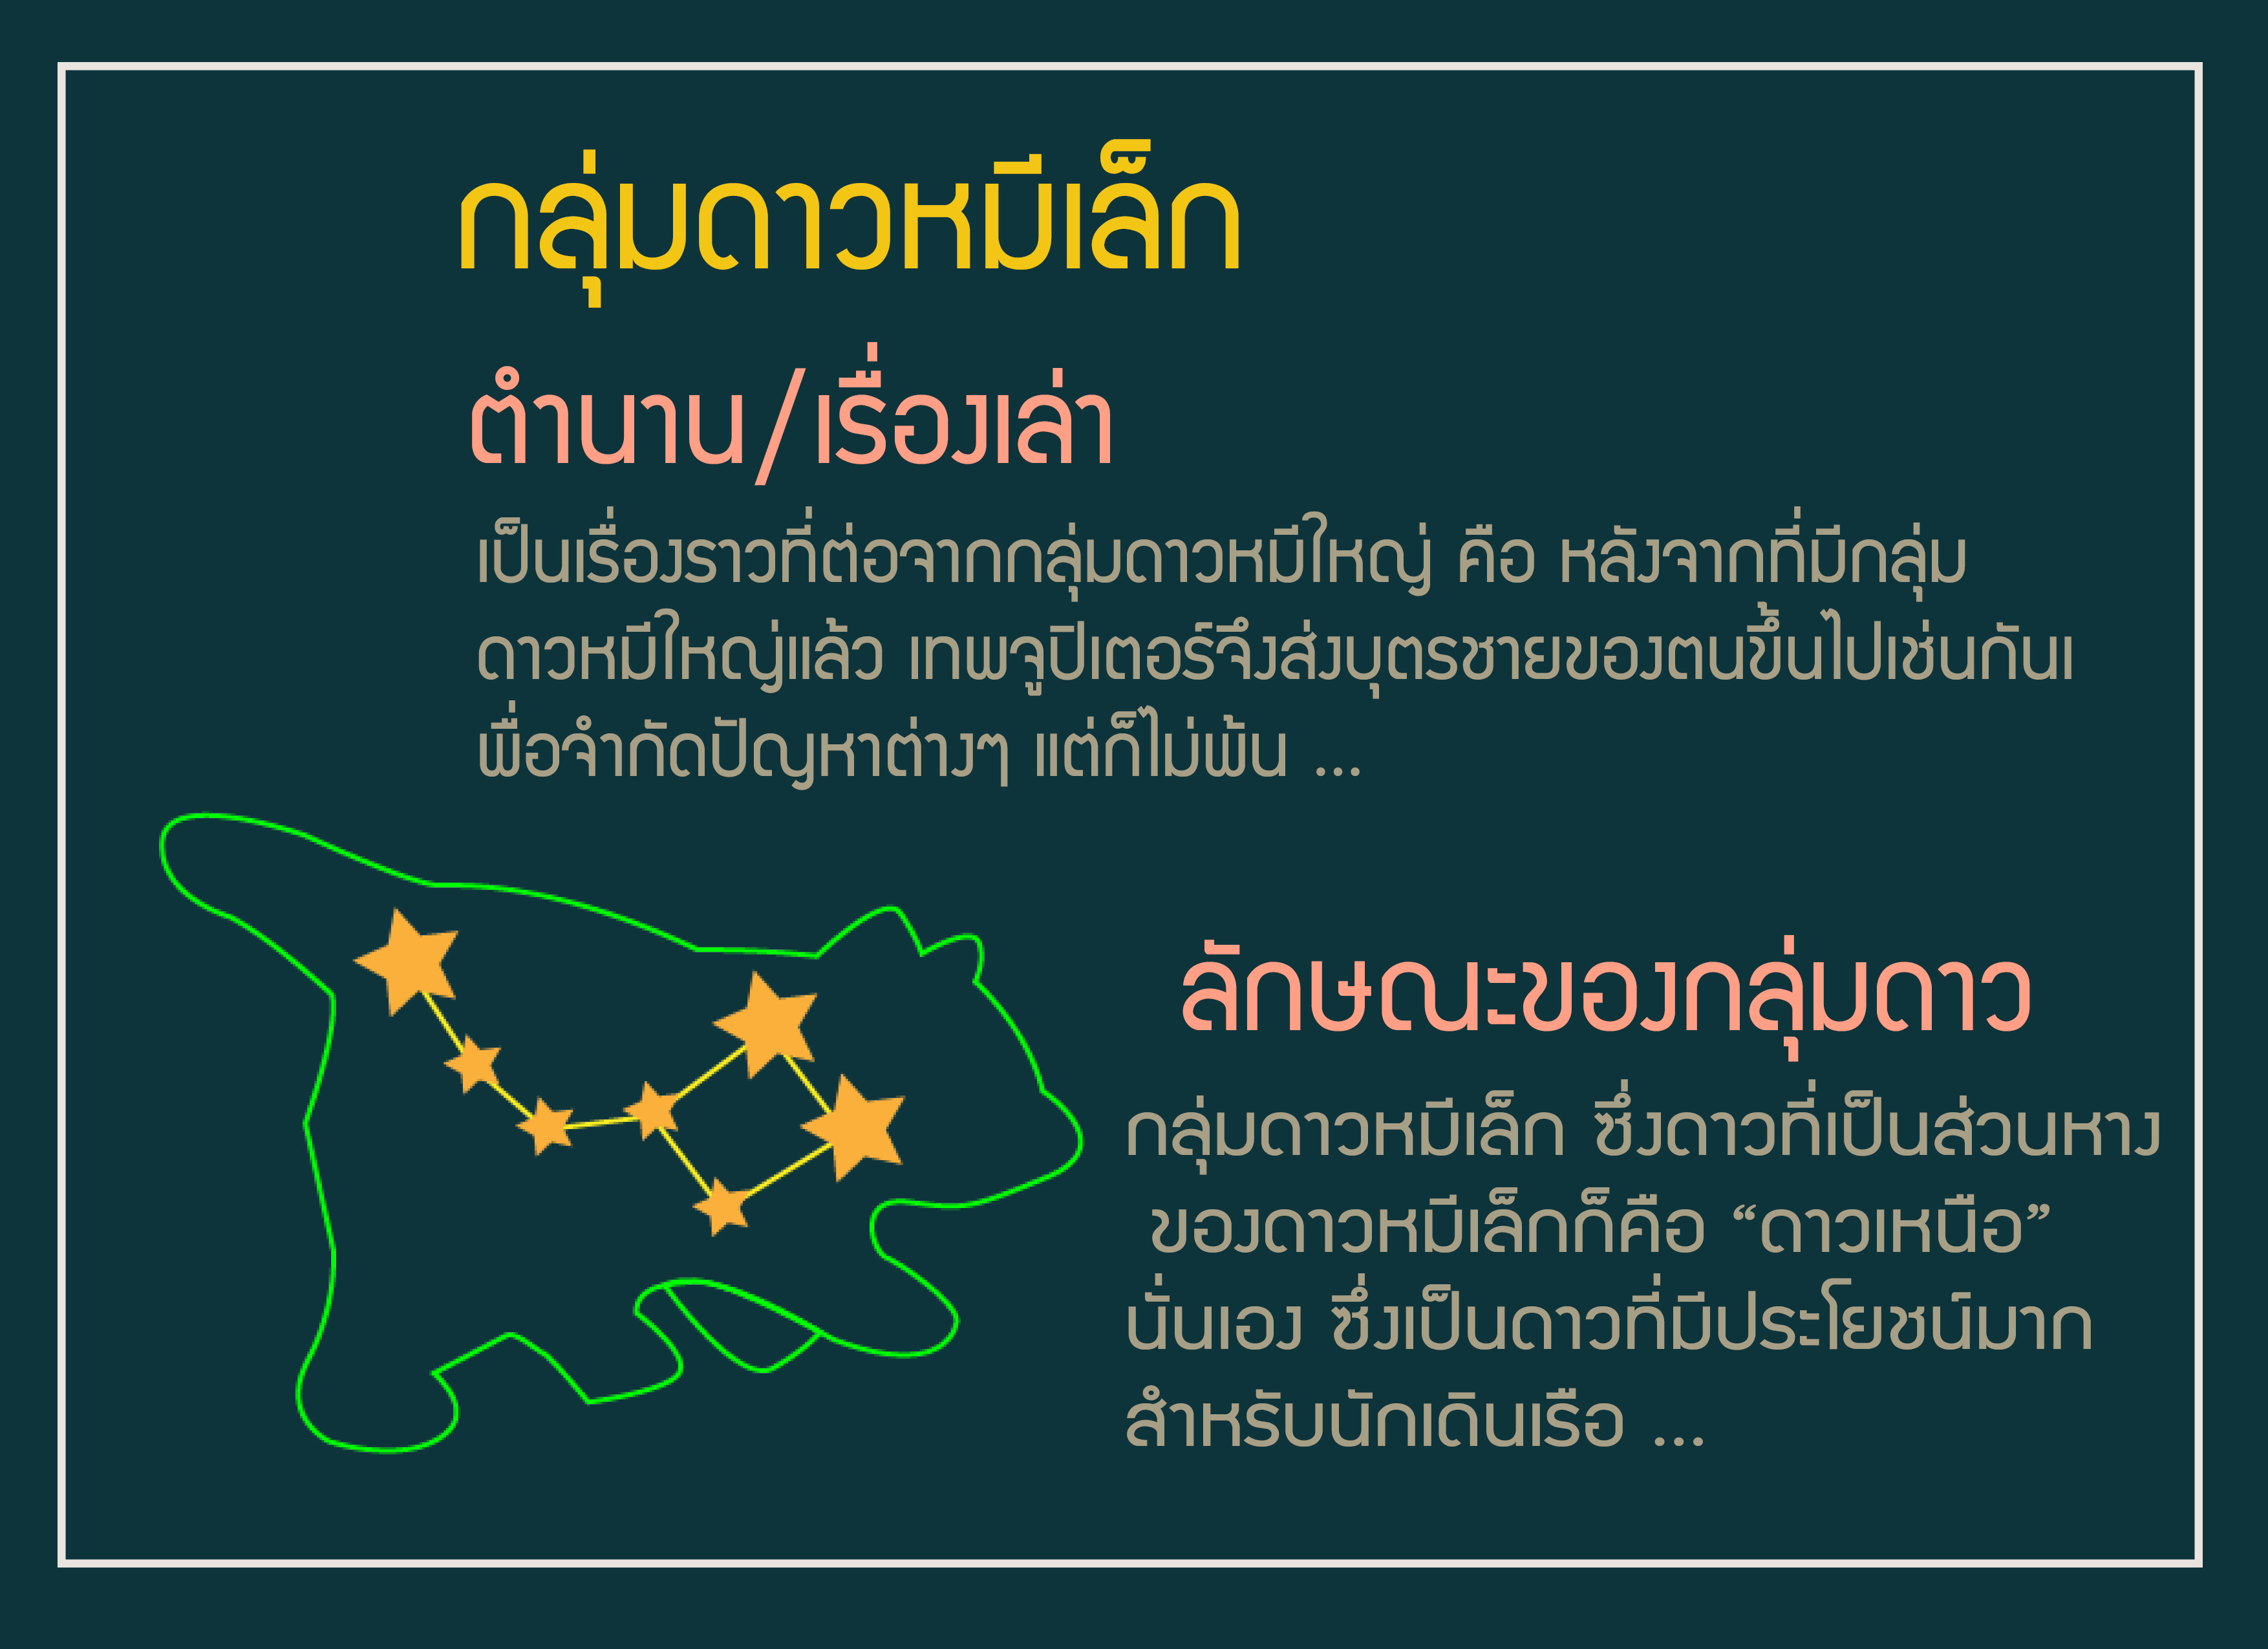 กลุ่มดาวหมีเล็ก
ตำนาน/เรื่องเล่า
เป็นเรื่องราวที่ต่อจากกลุ่มดาวหมีใหญ่ คือ หลังจากที่มีกลุ่ม
ดาวหมีใหญ่แล้ว เทพจูปิเตอร์จึงส่งบุตรชายของตนขึ้นไปเช่นกันเ
พื่อจำกัดปัญหาต่างๆ แต่ก็ไม่พ้น ...
ลักษณะของกลุ่มดาว
กลุ่มดาวหมีเล็ก ซึ่งดาวที่เป็นส่วนหาง
ของดาวหมีเล็กก็คือ “ดาวเหนือ”
นั่นเอง ซึ่งเป็นดาวที่มีประโยชน์มาก
สำหรับนักเดินเรือ ...